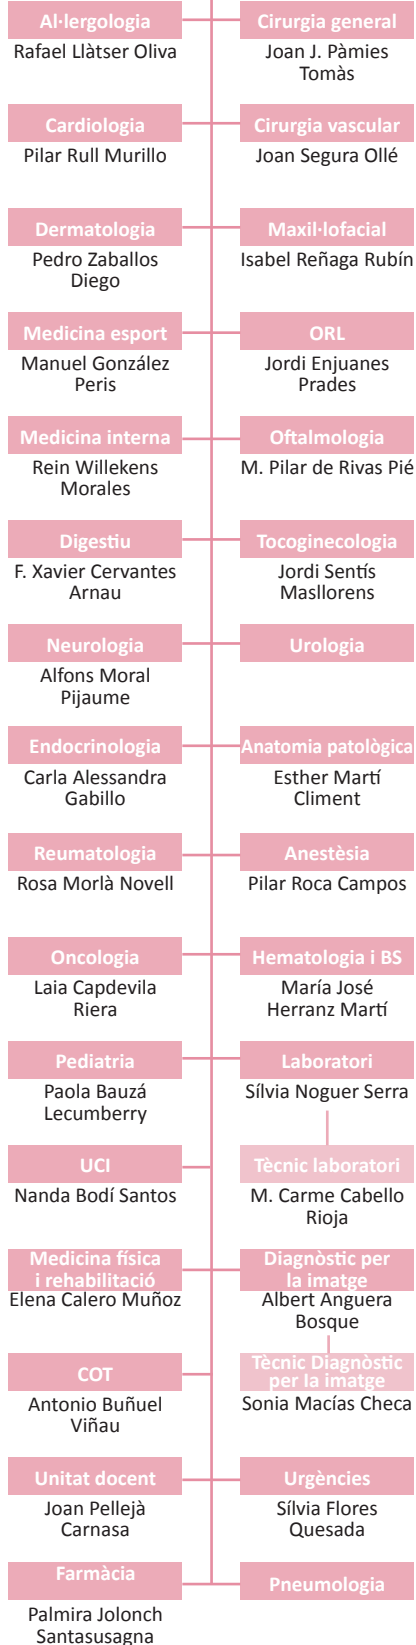 Al·lergologia
Rafael Llàtser Oliva
Cirurgia general
Joan J. Pàmies
Tomàs
Cardiologia
Pilar Rull Murillo
Cirurgia vascular
Joan Segura Ollé
Dermatologia
Pedro Zaballos
Diego
Maxil·lofacial
Isabel Reñaga Rubín
Medicina esport
Manuel González
Peris
ORL
Jordi Enjuanes
Prades
Medicina interna
Rein Willekens
Morales
Oftalmologia
M. Pilar de Rivas Pié
Digestiu
F. Xavier Cervantes
Arnau
Tocoginecologia
Jordi Sentís
Masllorens
Neurologia
Alfons Moral
Pijaume
Urologia
Endocrinologia
Carla Alessandra
Gabillo
Anatomia patològica
Esther Martí
Climent
Reumatologia
Rosa Morlà Novell
Anestèsia
Pilar Roca Campos
Oncologia
Laia Capdevila
Riera
Hematologia i BS
María José
Herranz Martí
Pediatria
Paola Bauzá
Lecumberry
Laboratori
Sílvia Noguer Serra
UCI
Nanda Bodí Santos
Tècnic laboratori
M. Carme Cabello
Rioja
Medicina física
i rehabilitació
Elena Calero Muñoz
Diagnòstic per
la imatge
Albert Anguera
Bosque
COT
Antonio Buñuel
Viñau
Tècnic Diagnòstic
per la imatge
Sonia Macías Checa
Unitat docent
Joan Pellejà
Carnasa
Urgències
Sílvia Flores
Quesada
Farmàcia
Palmira Jolonch
Santasusagna
Pneumologia